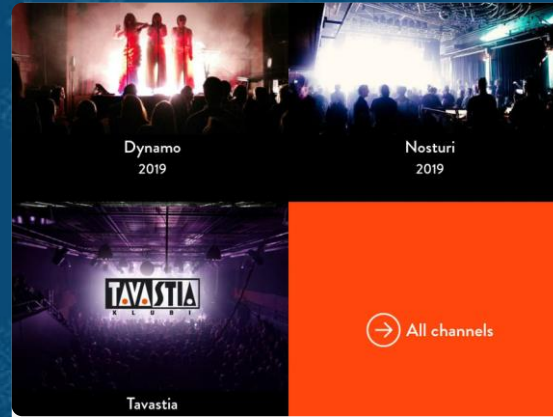 Dynamo
2019
Nosturi
2019
TAVASTIA
KLUBI
Tavastia
All channels